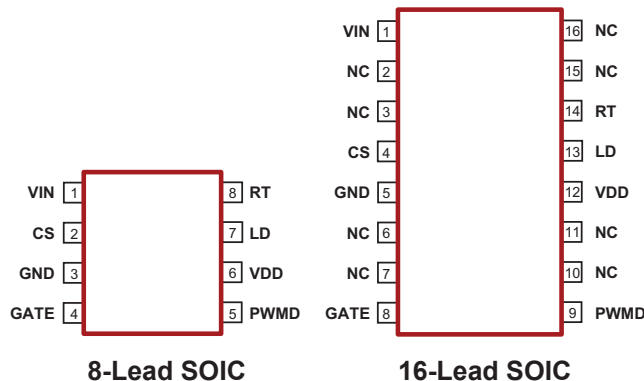 VIN 1
CS 2
GND 3
GATE 4
8 RT
7 LD
6 VDD
5 PWMD
8-Lead SOIC
VIN 1
NC 2
NC 3
CS 4
GND 5
NC 6
NC 7
GATE 8
16 NC
15 NC
14 RT
13 LD
12 VDD
11 NC
10 NC
9 PWMD
16-Lead SOIC